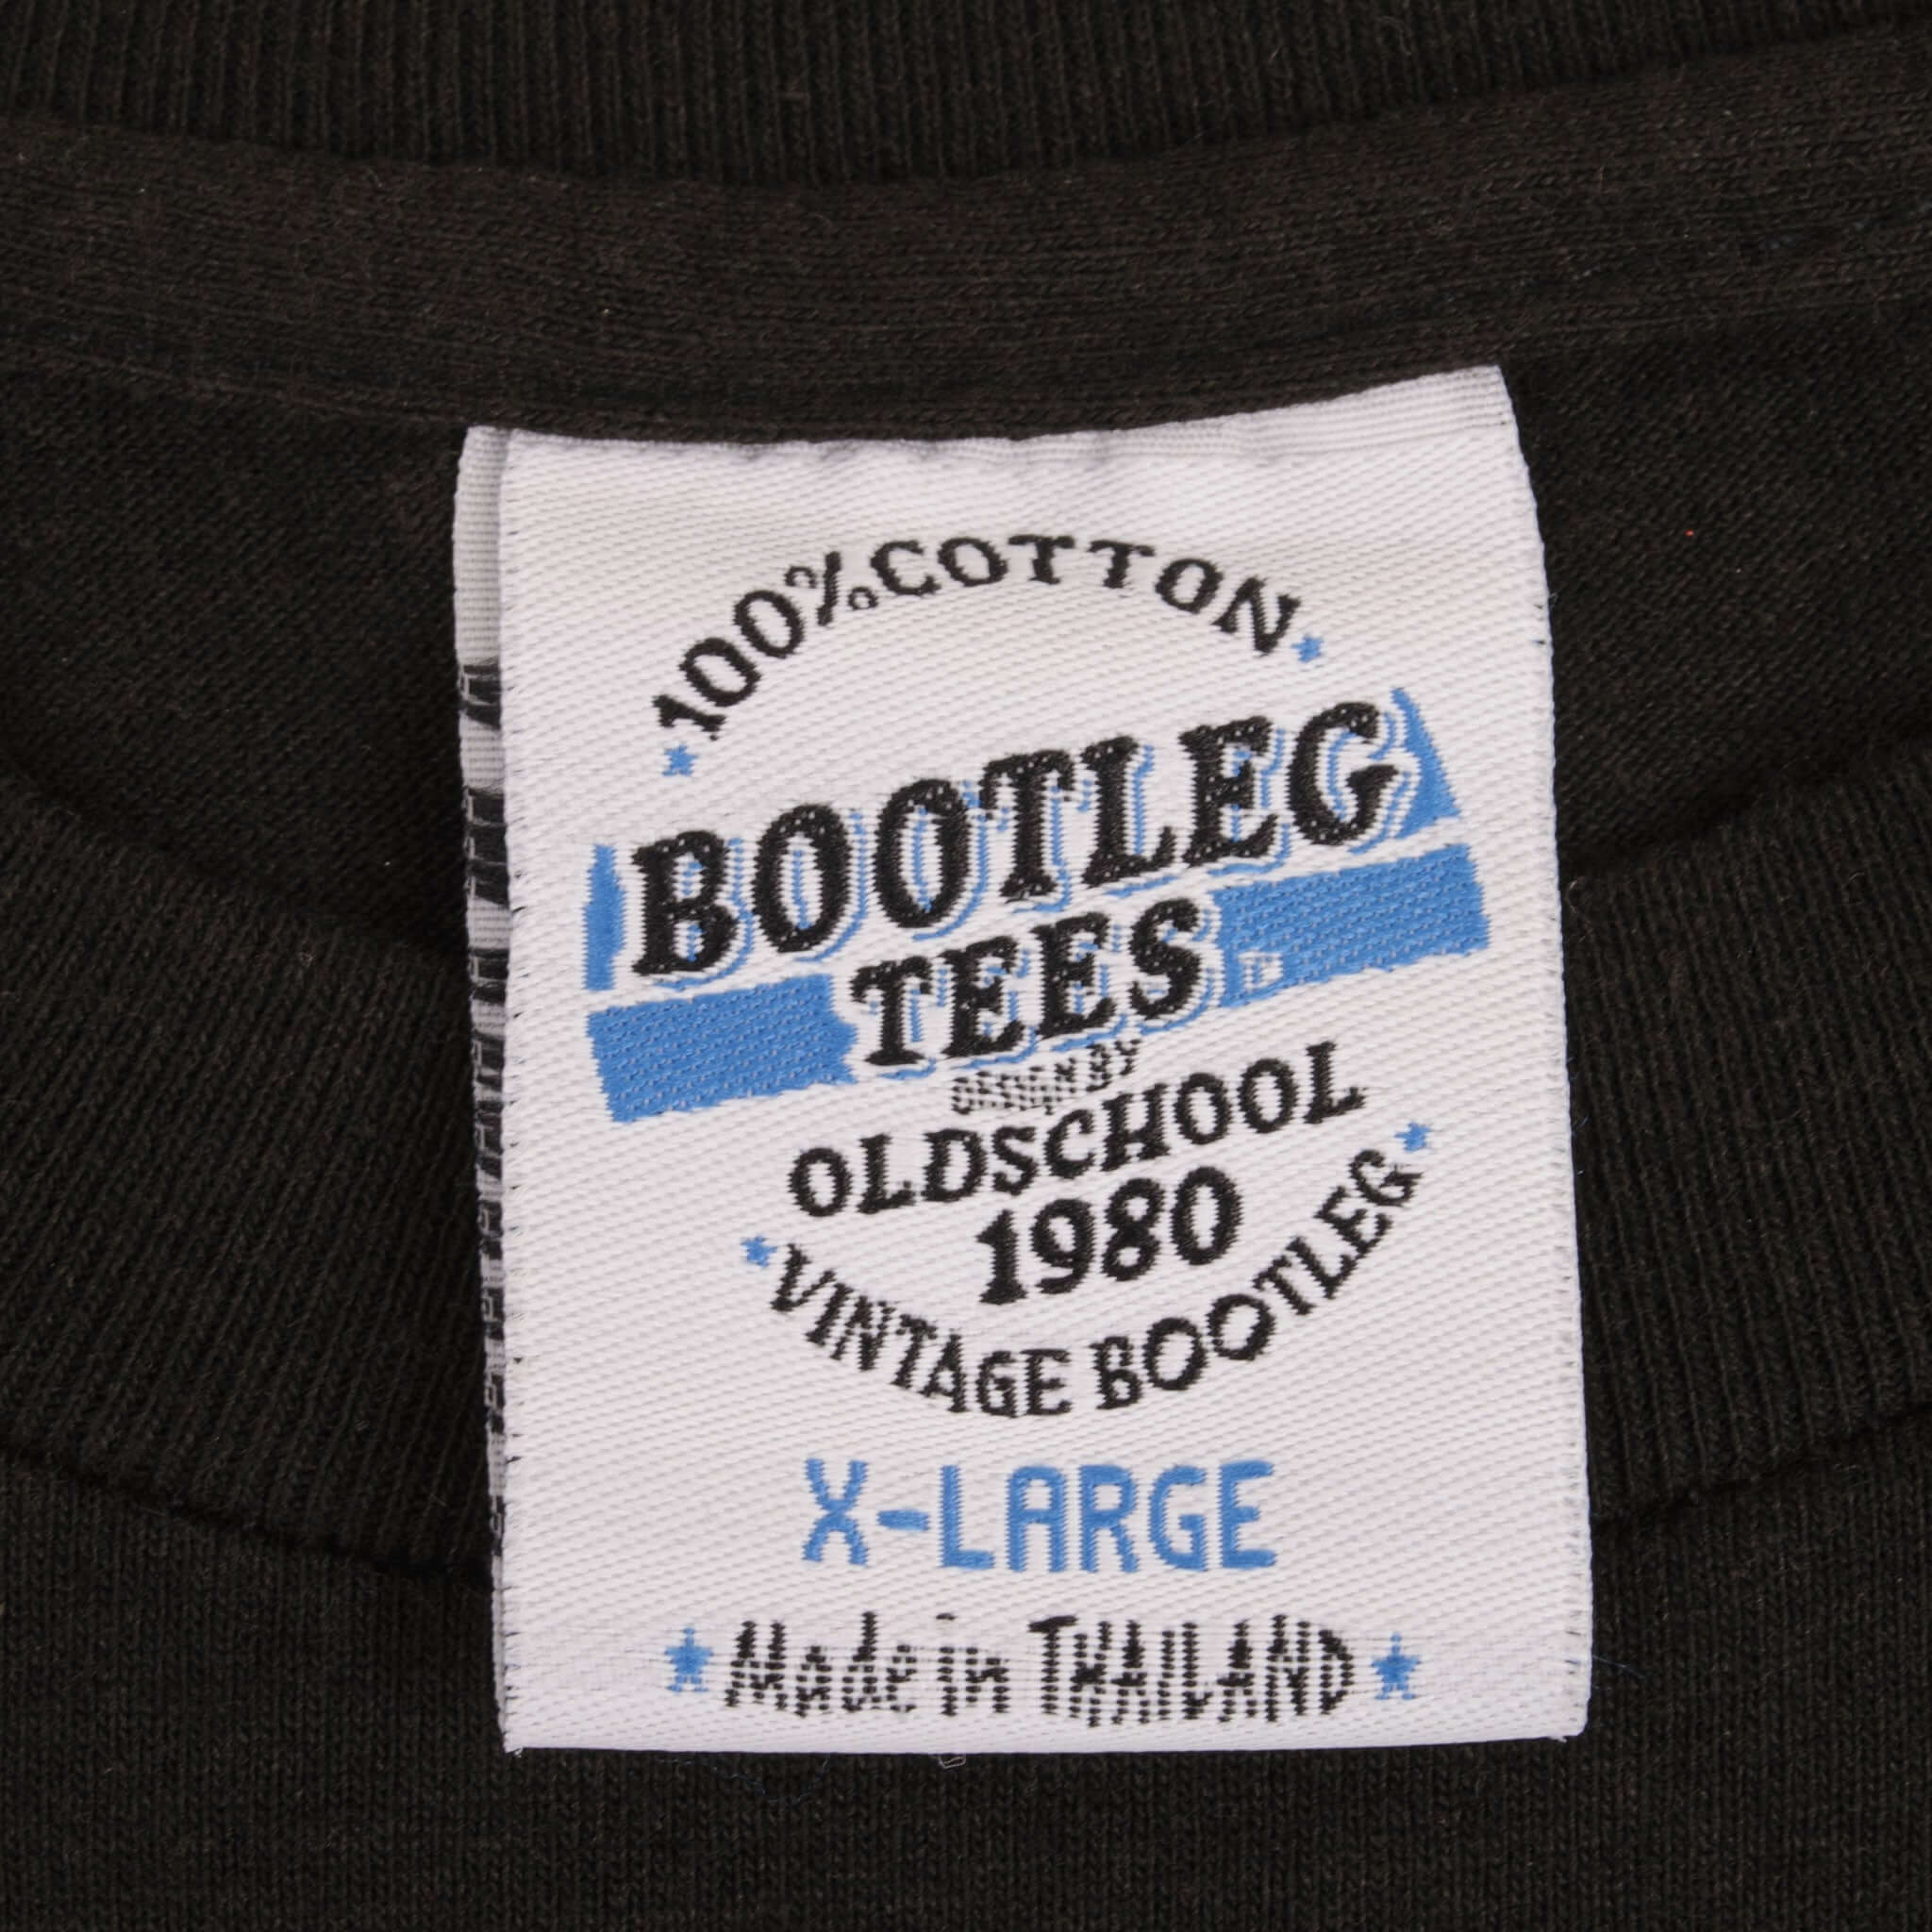 100% COTTON
BOOTLEG
TEES
DESIGN BY
OLDSCHOOL
1980
VINTAGE BOOTLEG
X-LARGE
Made in THAILAND